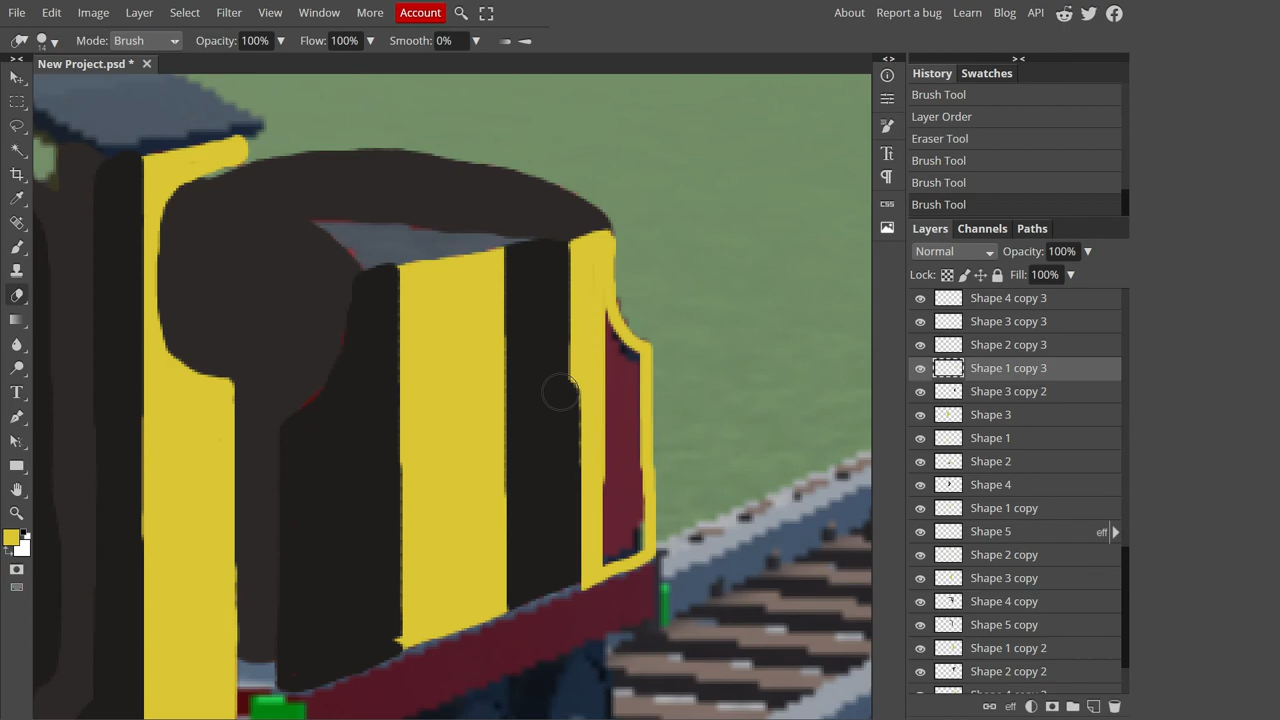 File Edit Image Layer Select Filter View Window More Account About Report a bug Learn Blog API
14 Mode: Brush Opacity: 100% Flow: 100% Smooth: 0%
New Project.psd *
History Swatches
Brush Tool
Layer Order
Eraser Tool
Brush Tool
Brush Tool
Brush Tool
Layers Channels Paths
Normal Opacity: 100%
Lock: Fill: 100%
CSS
Shape 4 copy 3
Shape 3 copy 3
Shape 2 copy 3
Shape 1 copy 3
Shape 3 copy 2
Shape 3
Shape 1
Shape 2
Shape 4
Shape 1 copy
Shape 5 eff
Shape 2 copy
Shape 3 copy
Shape 4 copy
Shape 5 copy
Shape 1 copy 2
Shape 2 copy 2
eff